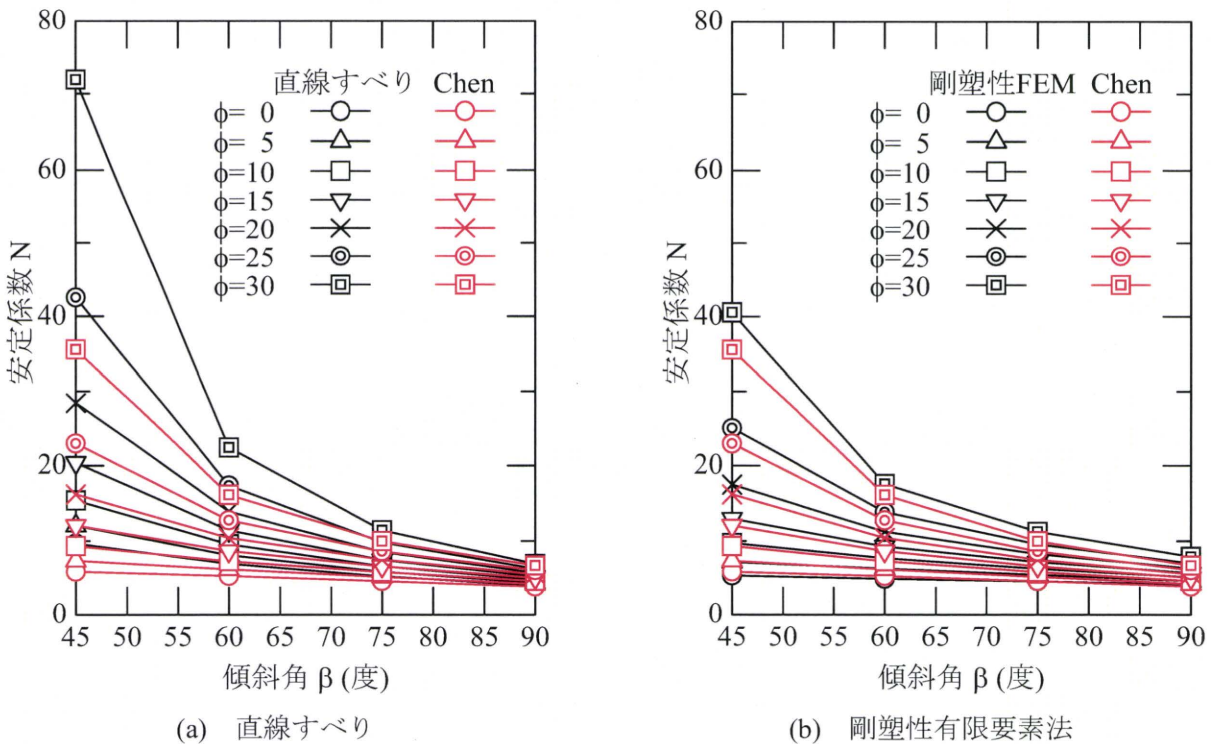 80
60
40
20
0
安定係数 N
直線すべり Chen
ϕ= 0
ϕ= 5
ϕ=10
ϕ=15
ϕ=20
ϕ=25
ϕ=30
45 50 55 60 65 70 75 80 85 90
傾斜角 β (度)
(a) 直線すべり
80
60
40
20
0
安定係数 N
剛塑性FEM Chen
ϕ= 0
ϕ= 5
ϕ=10
ϕ=15
ϕ=20
ϕ=25
ϕ=30
45 50 55 60 65 70 75 80 85 90
傾斜角 β (度)
(b) 剛塑性有限要素法